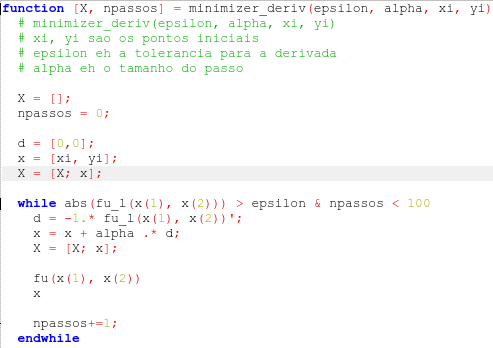 function [X, npassos] = minimizer_deriv(epsilon, alpha, xi, yi)
# minimizer_deriv(epsilon, alpha, xi, yi)
# xi, yi sao os pontos iniciais
# epsilon eh a tolerancia para a derivada
# alpha eh o tamanho do passo
X = [];
npassos = 0;
d = [0,0];
x = [xi, yi];
X = [X; x];
while abs(fu_l(x(1), x(2))) > epsilon & npassos < 100
d = -1.* fu_l(x(1), x(2))';
x = x + alpha .* d;
X = [X; x];
fu(x(1), x(2))
x
npassos+=1;
endwhile